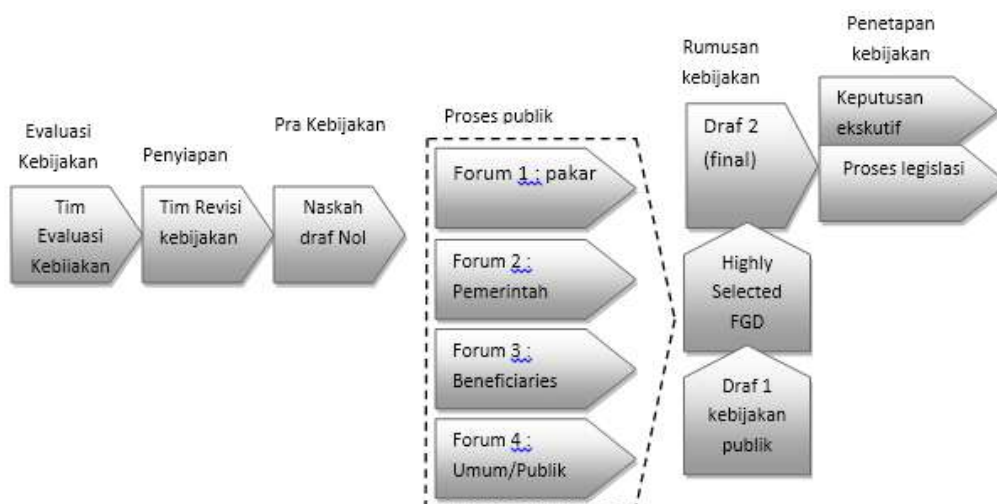 Evaluasi
Kebijakan
Tim
Evaluasi
Kebijakan
Penyiapan
Tim Revisi
kebijakan
Pra Kebijakan
Naskah
draf Nol
Proses publik
Forum 1 : pakar
Forum 2 :
Pemerintah
Forum 3 :
Beneficiaries
Forum 4 :
Umum/Publik
Rumusan
kebijakan
Draf 2
(final)
Highly
Selected
FGD
Draf 1
kebijakan
publik
Penetapan
kebijakan
Keputusan
ekskutif
Proses legislasi